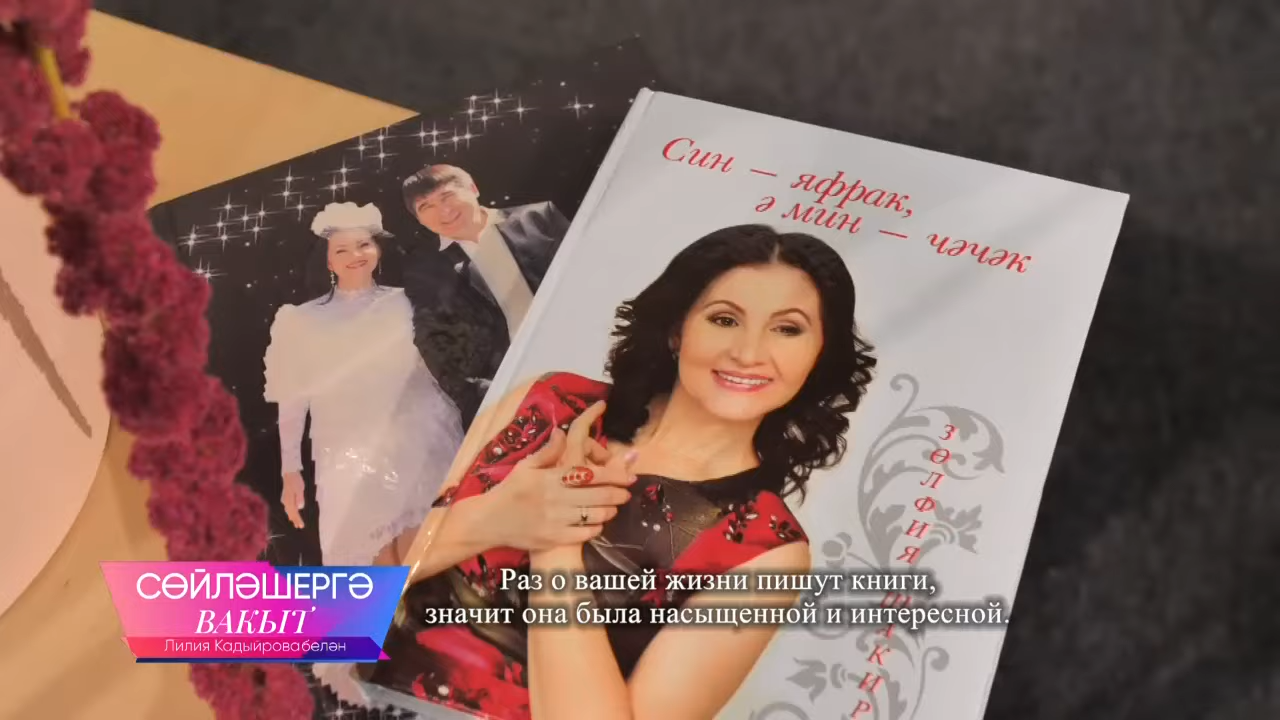 Син – яфрак,
ә мин – чәчәк
ЗӨЛФИЯ
Раз о вашей жизни пишут книги,
значит она была насыщенной и интересной.
СӨЙЛӘШЕРГӘ
ВАКЫТ
Лилия Кадыйрова белән